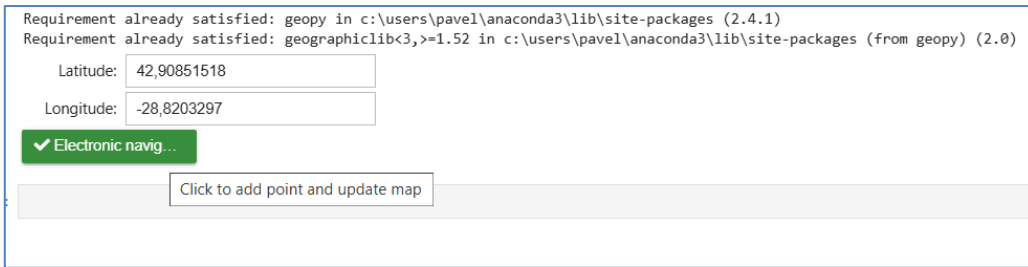 Requirement already satisfied: geopy in c:\users\pavel\anaconda3\lib\site-packages (2.4.1)
Requirement already satisfied: geographiclib<3,>=1.52 in c:\users\pavel\anaconda3\lib\site-packages (from geopy) (2.0)
Latitude: 42,90851518
Longitude: -28,8203297
✔ Electronic navig...
Click to add point and update map
: